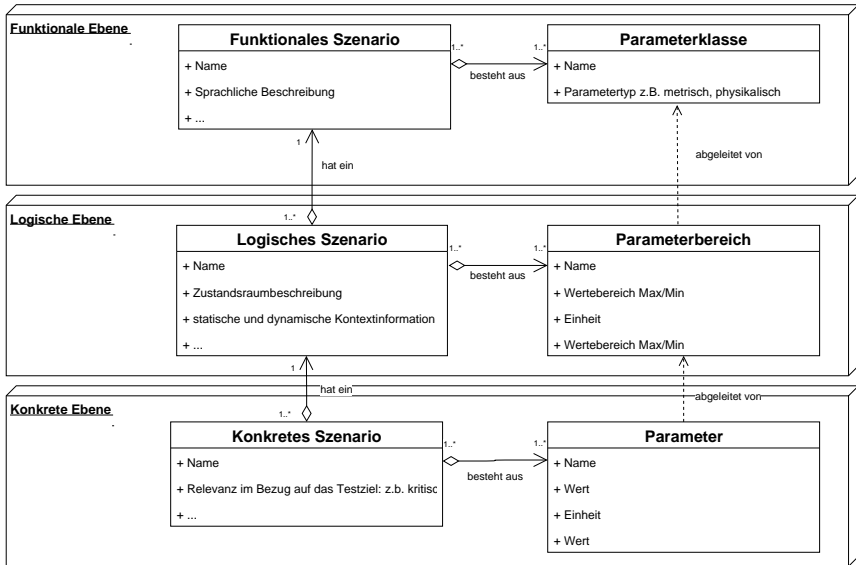 Funktionale Ebene
.
Funktionales Szenario
+ Name
+ Sprachliche Beschreibung
+ ...
1..*
1..*
besteht aus
Parameterklasse
+ Name
+ Parametertyp z.B. metrisch, physikalisch
1
hat ein
abgeleitet von
1..*
Logische Ebene
.
Logisches Szenario
+ Name
+ Zustandsraumbeschreibung
+ statische und dynamische Kontextinformation
+ ...
1..*
1..*
besteht aus
Parameterbereich
+ Name
+ Wertebereich Max/Min
+ Einheit
+ Wertebereich Max/Min
1
hat ein
abgeleitet von
1..*
Konkrete Ebene
.
Konkretes Szenario
+ Name
+ Relevanz im Bezug auf das Testziel: z.b. kritisc
+ ...
1..*
1..*
besteht aus
Parameter
+ Name
+ Wert
+ Einheit
+ Wert